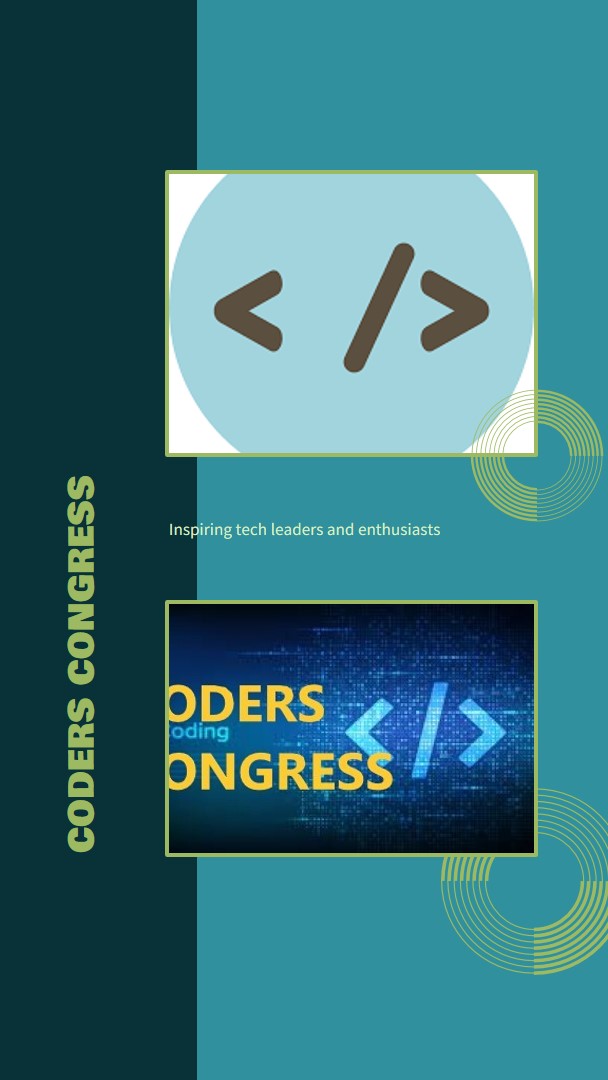 CODERS CONGRESS
</>
Inspiring tech leaders and enthusiasts
ODERS
oding
</>
ONGRESS